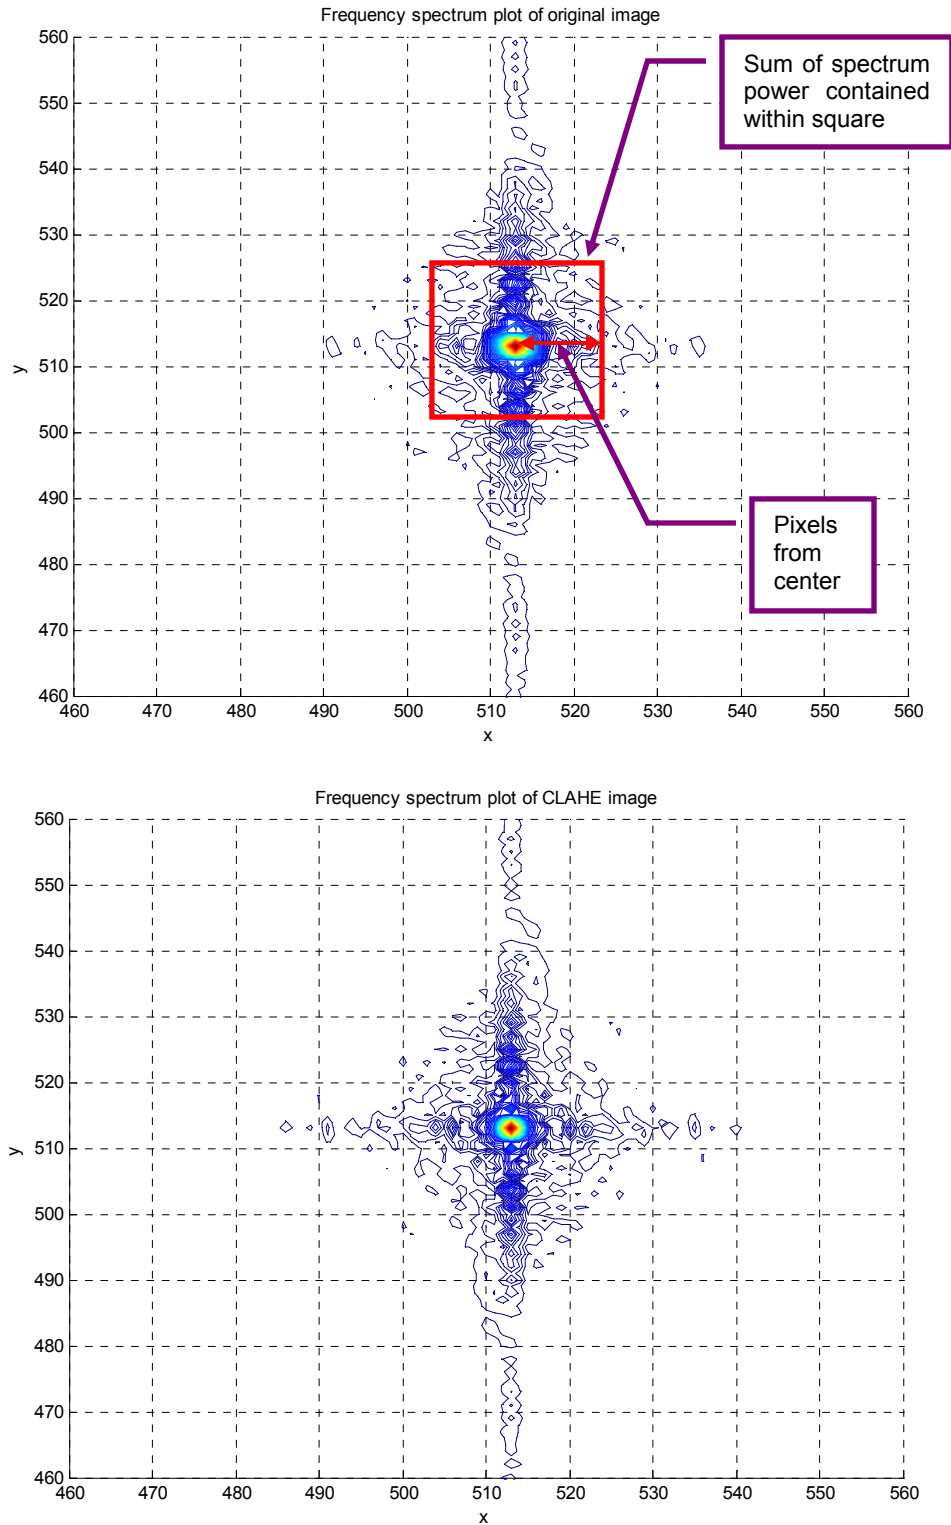 Frequency spectrum plot of original image
Sum of spectrum
power contained
within square
560
550
540
530
520
510
500
490
480
470
460
y
Pixels
from
center
460 470 480 490 500 510 520 530 540 550 560
x
Frequency spectrum plot of CLAHE image
560
550
540
530
520
510
500
490
480
470
460
y
460 470 480 490 500 510 520 530 540 550 560
x